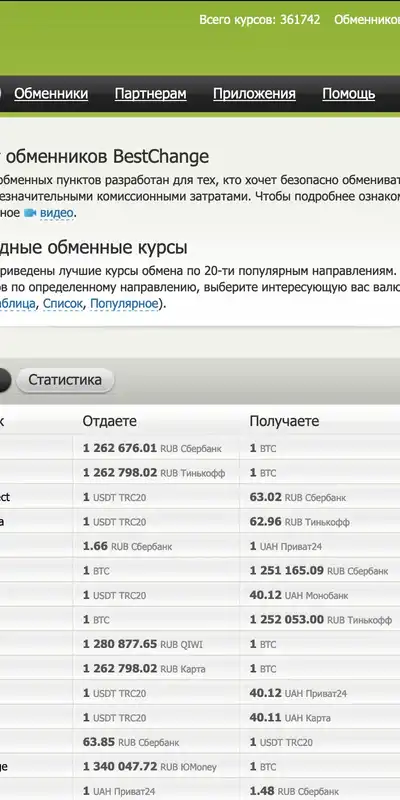 Всего курсов: 361742 Обменников
Обменники Партнерам Приложения Помощь
обменников BestChange
обменных пунктов разработан для тех, кто хочет безопасно обмениват
езначительными комиссионными затратами. Чтобы подробнее ознаком
ное видео.
дные обменные курсы
риведены лучшие курсы обмена по 20-ти популярным направлениям.
ов по определенному направлению, выберите интересующую вас валю
аблица, Список, Популярное).
Статистика
к Отдаете Получаете
1 262 676.01 RUB Сбербанк 1 BTC
1 262 798.02 RUB Тинькофф 1 BTC
ect 1 USDT TRC20 63.02 RUB Сбербанк
a 1 USDT TRC20 62.96 RUB Тинькофф
1.66 RUB Сбербанк 1 UAH Приват24
1 BTC 1 251 165.09 RUB Сбербанк
1 USDT TRC20 40.12 UAH Монобанк
1 BTC 1 252 053.00 RUB Тинькофф
1 280 877.65 RUB QIWI 1 BTC
1 262 798.02 RUB Карта 1 BTC
1 USDT TRC20 40.12 UAH Приват24
1 USDT TRC20 40.11 UAH Карта
63.85 RUB Сбербанк 1 USDT TRC20
ge 1 340 047.72 RUB ЮMoney 1 BTC
1 UAH Приват24 1.48 RUB Сбербанк